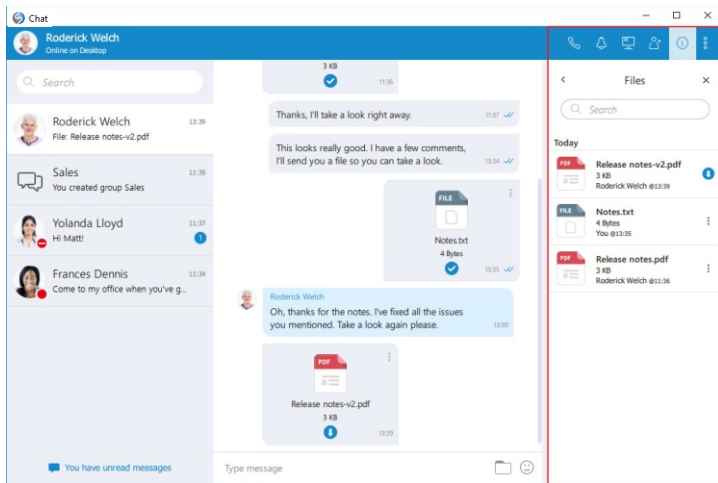 Chat
Roderick Welch
Online on Desktop
Search
Roderick Welch
13:39
File: Release notes-v2.pdf
Sales
11:39
You created group Sales
Yolanda Lloyd
11:37
Hi Matt!
1
Frances Dennis
11:34
Come to my office when you've g...
You have unread messages
3 KB
11:36
Thanks, I'll take a look right away.
11:37
This looks really good. I have a few comments,
I'll send you a file so you can take a look.
13:34
FILE
Notes.txt
4 Bytes
13:35
Roderick Welch
Oh, thanks for the notes. I've fixed all the issues
you mentioned. Take a look again please.
13:39
PDF
Release notes-v2.pdf
3 KB
13:39
Type message
Files
Search
Today
PDF
Release notes-v2.pdf
3 KB
Roderick Welch @13:39
FILE
Notes.txt
4 Bytes
You @13:35
PDF
Release notes.pdf
3 KB
Roderick Welch @11:36